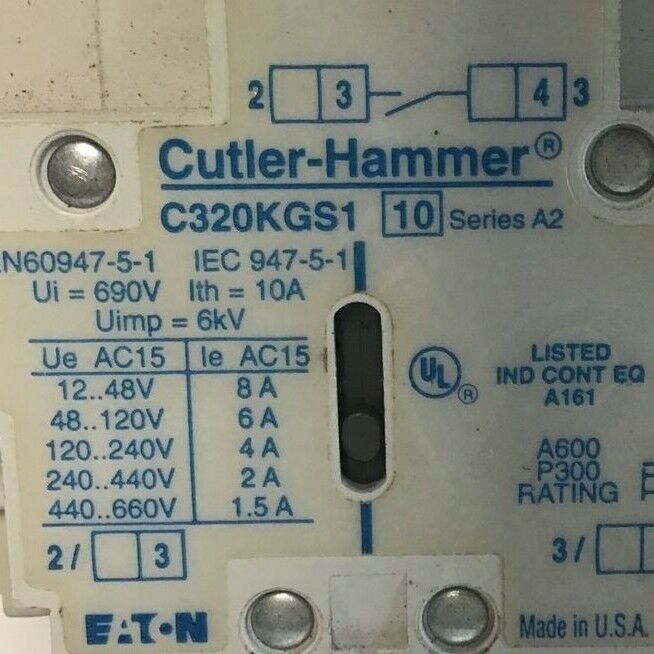 2 3 4 3
Cutler-Hammer®
C320KGS1 10 Series A2
EN60947-5-1 IEC 947-5-1
Ui = 690V Ith = 10A
Uimp = 6kV
Ue AC15 Ie AC15
12..48V 8 A
48..120V 6 A
120..240V 4 A
240..440V 2 A
440..660V 1.5 A
2/ 3
UL ®
LISTED
IND CONT EQ
A161
A600
P300
RATING
3/
EATON
Made in U.S.A.